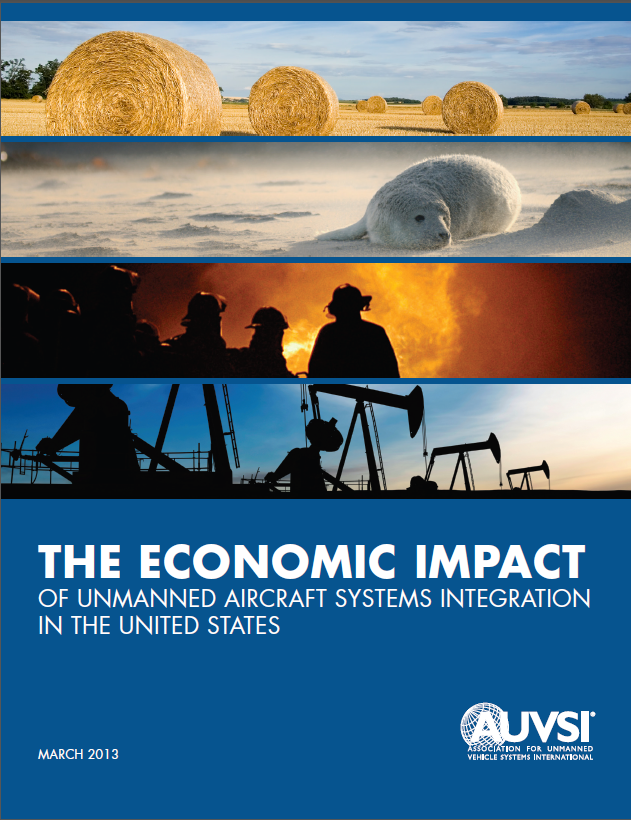 THE ECONOMIC IMPACT
OF UNMANNED AIRCRAFT SYSTEMS INTEGRATION
IN THE UNITED STATES
MARCH 2013
AUVSI
ASSOCIATION FOR UNMANNED
VEHICLE SYSTEMS INTERNATIONAL